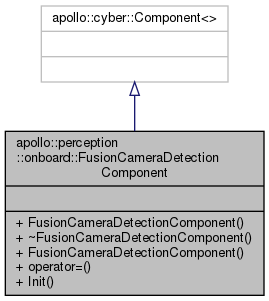 apollo::cyber::Component<>
apollo::perception
::onboard::FusionCameraDetection
Component
+ FusionCameraDetectionComponent()
+ ~FusionCameraDetectionComponent()
+ FusionCameraDetectionComponent()
+ operator=()
+ Init()